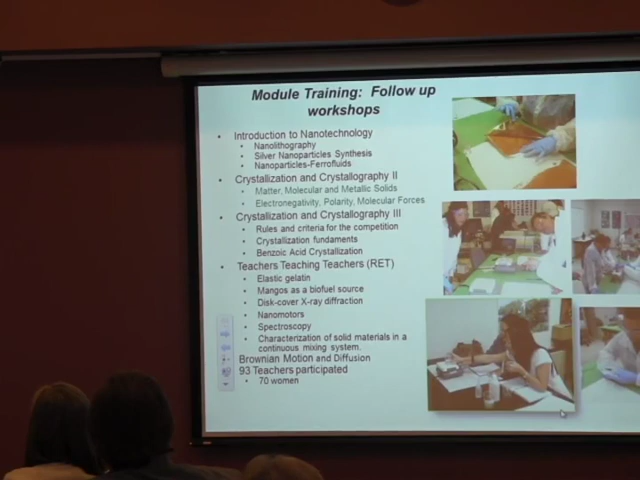 Module Training: Follow up
workshops
Introduction to Nanotechnology
Nanolithography
Silver Nanoparticles Synthesis
Nanoparticles-Ferrofluids
Crystallization and Crystallography II
Matter, Molecular and Metallic Solids
Electronegativity, Polarity, Molecular Forces
Crystallization and Crystallography III
Rules and criteria for the competition
Crystallization fundaments
Benzoic Acid Crystallization
Teachers Teaching Teachers (RET)
Elastic gelatin
Mangos as a biofuel source
Disk-cover X-ray diffraction
Nanomotors
Spectroscopy
Characterization of solid materials in a
continuous mixing system.
Brownian Motion and Diffusion
93 Teachers participated
70 women